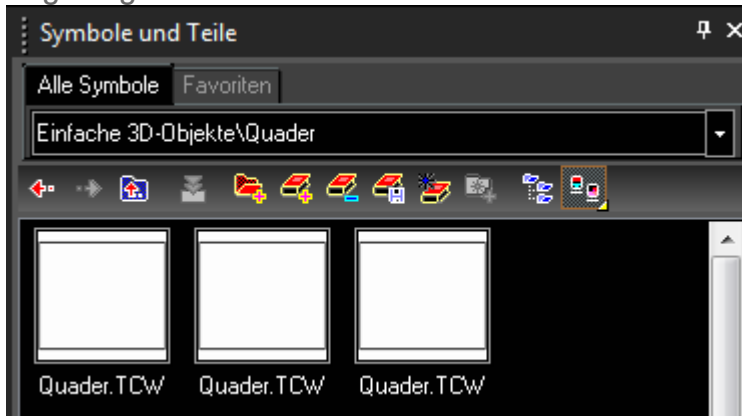 Symbole und Teile
Alle Symbole Favoriten
Einfache 3D-Objekte\Quader
Quader.TCW Quader.TCW Quader.TCW